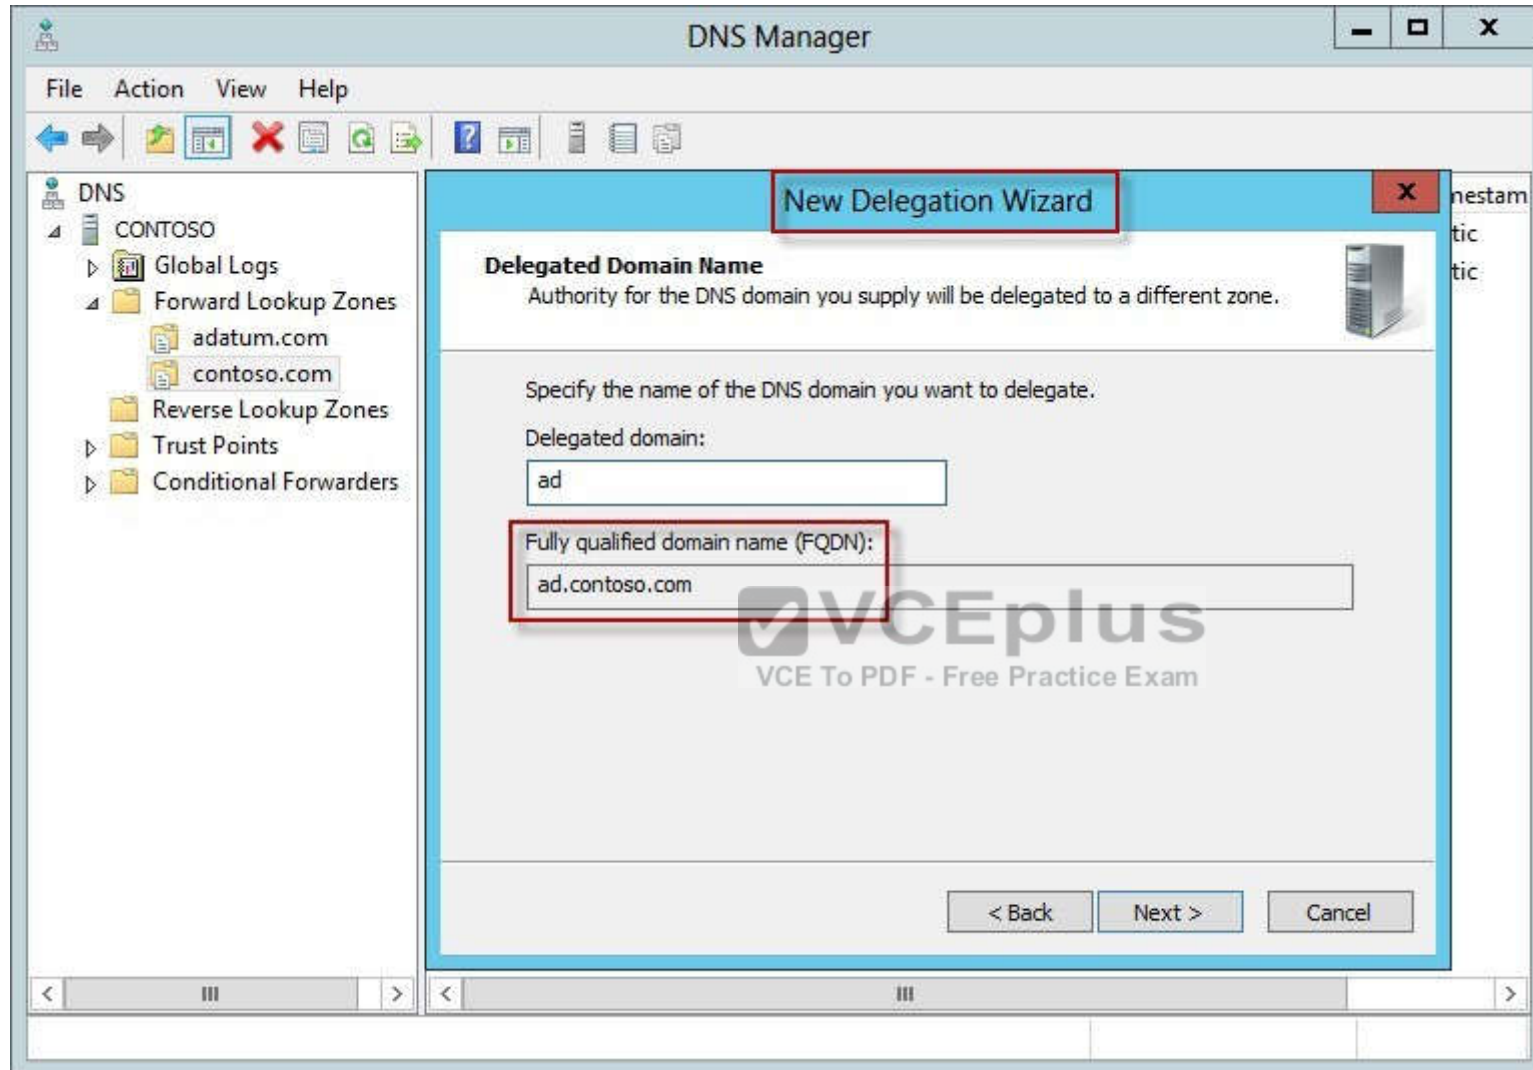 DNS Manager
File Action View Help
DNS
CONTOSO
Global Logs
Forward Lookup Zones
adatum.com
contoso.com
Reverse Lookup Zones
Trust Points
Conditional Forwarders
New Delegation Wizard
nestam
tic
tic
Delegated Domain Name
Authority for the DNS domain you supply will be delegated to a different zone.
Specify the name of the DNS domain you want to delegate.
Delegated domain:
ad
Fully qualified domain name (FQDN):
ad.contoso.com
VCEplus
VCE To PDF - Free Practice Exam
< Back Next > Cancel